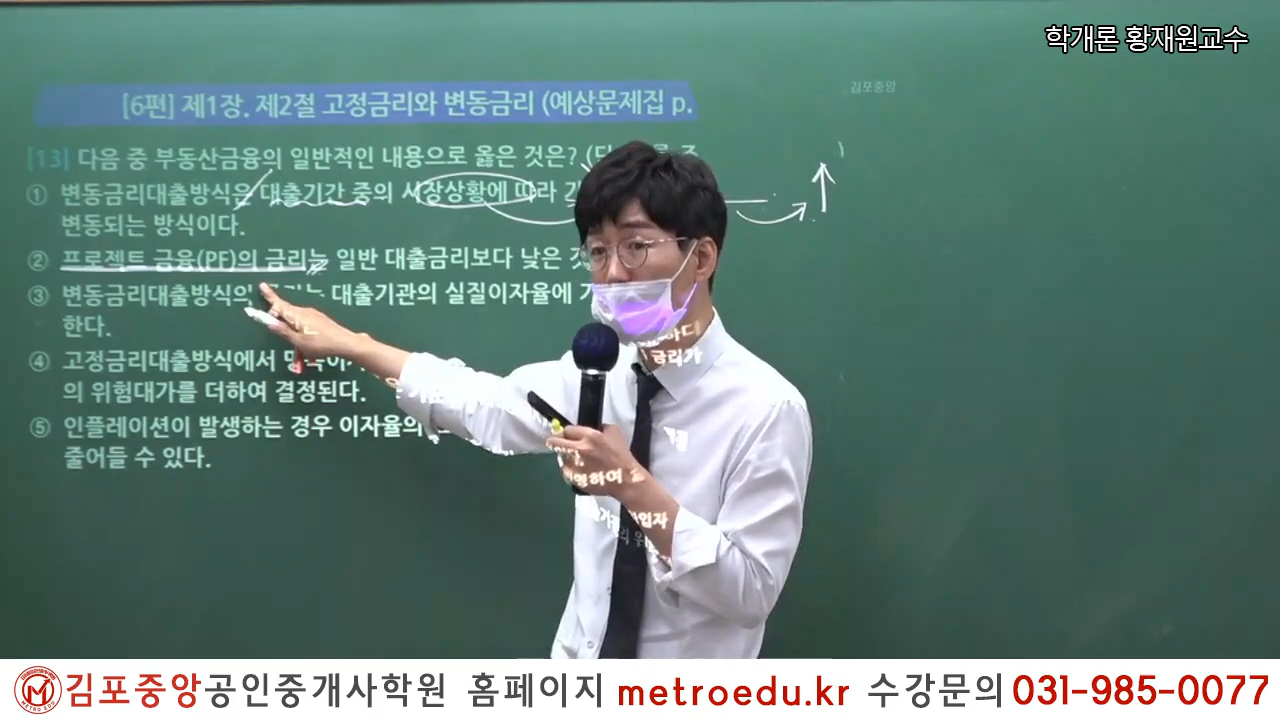 학개론 황재원교수
김포중앙
[6편] 제1장. 제2절 고정금리와 변동금리 (예상문제집 p.
[13] 다음 중 부동산금융의 일반적인 내용으로 옳은 것은?
① 변동금리대출방식은 대출기간 중의 시장상황에 따라
변동되는 방식이다.
② 프로젝트 금융(PF)의 금리는 일반 대출금리보다 낮은
③ 변동금리대출방식의 대출기관의 실질이자율에
한다.
④ 고정금리대출방식에서
의 위험대가를 더하여 결정된다.
⑤ 인플레이션이 발생하는 경우 이자율의
줄어들 수 있다.
금리가
METRO EDU
김포중앙공인중개사학원 홈페이지 metroedu.kr 수강문의 031-985-0077